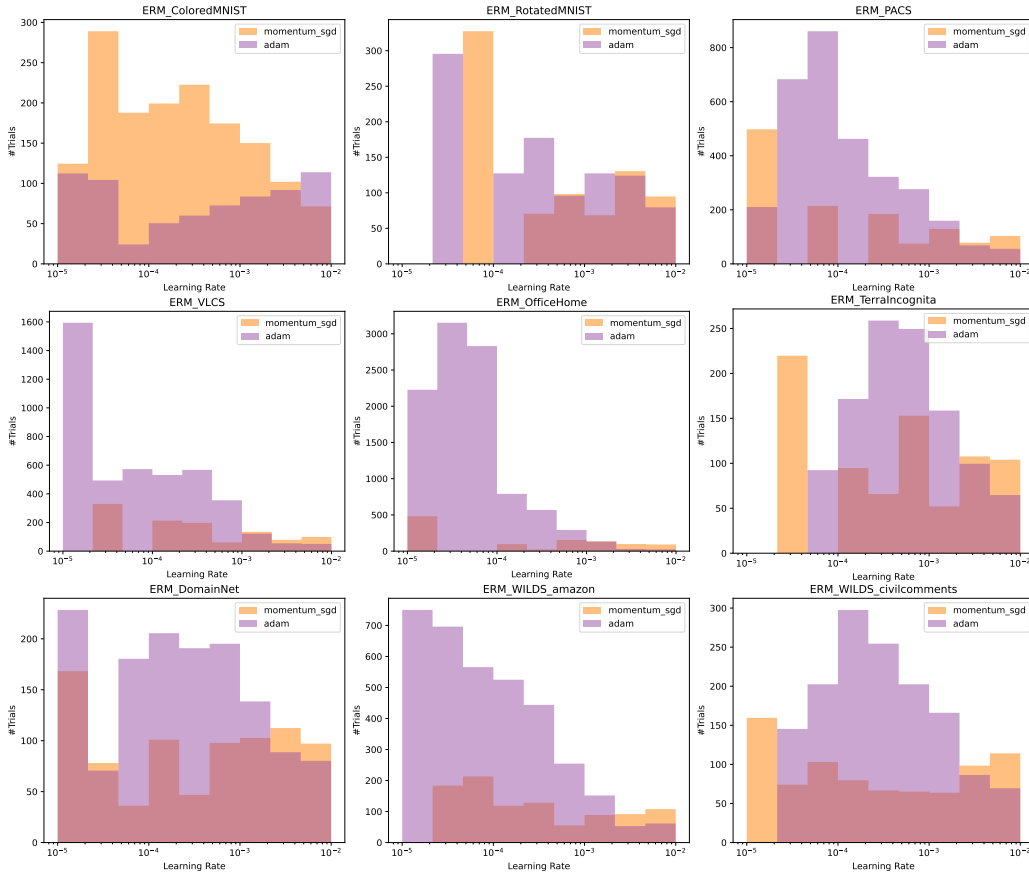 ERM_ColoredMNIST
300
250
200
150
100
50
0
#Trials
momentum_sgd
adam
10⁻⁵
10⁻⁴
10⁻³
10⁻²
Learning Rate
ERM_RotatedMNIST
300
250
200
150
100
50
0
#Trials
momentum_sgd
adam
10⁻⁵
10⁻⁴
10⁻³
10⁻²
Learning Rate
ERM_PACS
800
600
400
200
0
#Trials
momentum_sgd
adam
10⁻⁵
10⁻⁴
10⁻³
10⁻²
Learning Rate
ERM_VLCS
1600
1400
1200
1000
800
600
400
200
0
#Trials
momentum_sgd
adam
10⁻⁵
10⁻⁴
10⁻³
10⁻²
Learning Rate
ERM_OfficeHome
3000
2500
2000
1500
1000
500
0
#Trials
momentum_sgd
adam
10⁻⁵
10⁻⁴
10⁻³
10⁻²
Learning Rate
ERM_TerraIncognita
250
200
150
100
50
0
#Trials
momentum_sgd
adam
10⁻⁵
10⁻⁴
10⁻³
10⁻²
Learning Rate
ERM_DomainNet
200
150
100
50
0
#Trials
momentum_sgd
adam
10⁻⁵
10⁻⁴
10⁻³
10⁻²
Learning Rate
ERM_WILDS_amazon
700
600
500
400
300
200
100
0
#Trials
momentum_sgd
adam
10⁻⁵
10⁻⁴
10⁻³
10⁻²
Learning Rate
ERM_WILDS_civilcomments
300
250
200
150
100
50
0
#Trials
momentum_sgd
adam
10⁻⁵
10⁻⁴
10⁻³
10⁻²
Learning Rate